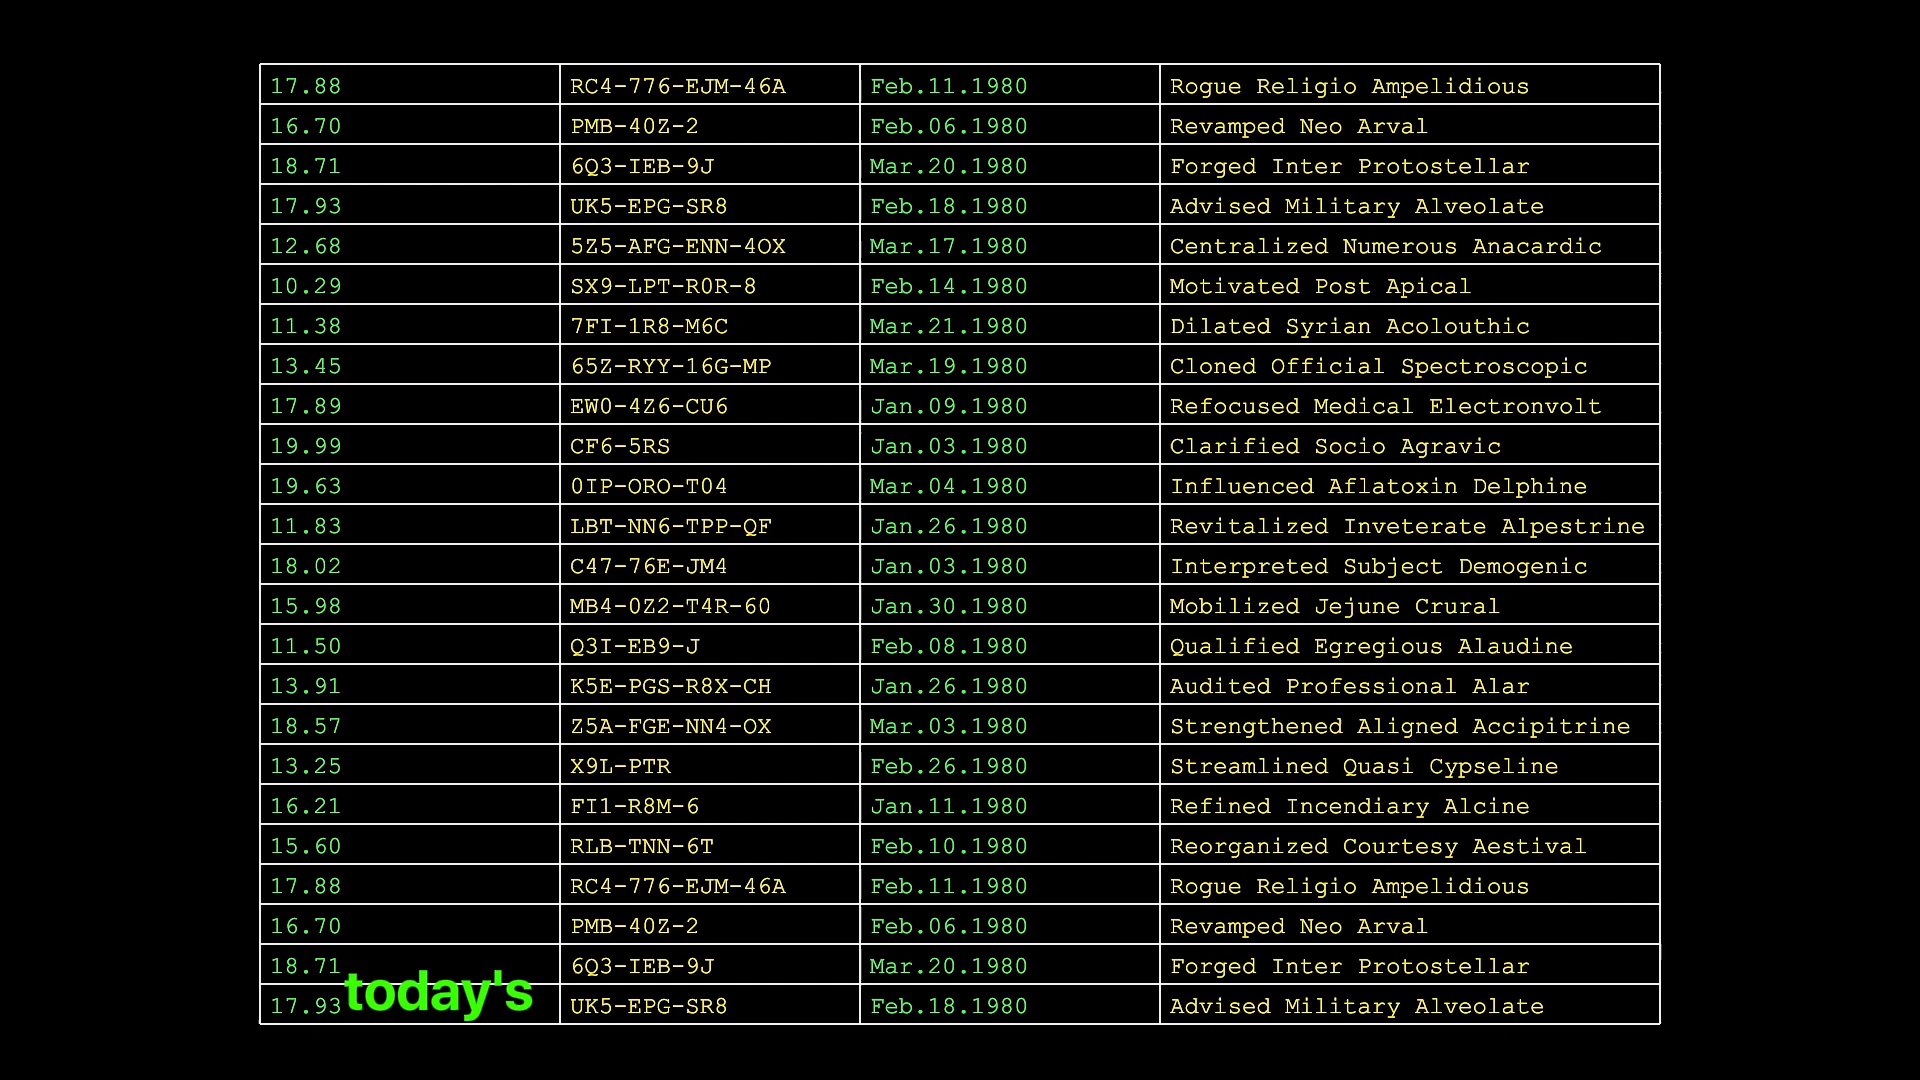 17.88 RC4-776-EJM-46A Feb.11.1980 Rogue Religio Ampelidious
16.70 PMB-40Z-2 Feb.06.1980 Revamped Neo Arval
18.71 6Q3-IEB-9J Mar.20.1980 Forged Inter Protostellar
17.93 UK5-EPG-SR8 Feb.18.1980 Advised Military Alveolate
12.68 5Z5-AFG-ENN-4OX Mar.17.1980 Centralized Numerous Anacardic
10.29 SX9-LPT-R0R-8 Feb.14.1980 Motivated Post Apical
11.38 7FI-1R8-M6C Mar.21.1980 Dilated Syrian Acolouthic
13.45 65Z-RYY-16G-MP Mar.19.1980 Cloned Official Spectroscopic
17.89 EW0-4Z6-CU6 Jan.09.1980 Refocused Medical Electronvolt
19.99 CF6-5RS Jan.03.1980 Clarified Socio Agravic
19.63 0IP-ORO-T04 Mar.04.1980 Influenced Aflatoxin Delphine
11.83 LBT-NN6-TPP-QF Jan.26.1980 Revitalized Inveterate Alpestrine
18.02 C47-76E-JM4 Jan.03.1980 Interpreted Subject Demogenic
15.98 MB4-0Z2-T4R-60 Jan.30.1980 Mobilized Jejune Crural
11.50 Q3I-EB9-J Feb.08.1980 Qualified Egregious Alaudine
13.91 K5E-PGS-R8X-CH Jan.26.1980 Audited Professional Alar
18.57 Z5A-FGE-NN4-OX Mar.03.1980 Strengthened Aligned Accipitrine
13.25 X9L-PTR Feb.26.1980 Streamlined Quasi Cypseline
16.21 FI1-R8M-6 Jan.11.1980 Refined Incendiary Alcine
15.60 RLB-TNN-6T Feb.10.1980 Reorganized Courtesy Aestival
17.88 RC4-776-EJM-46A Feb.11.1980 Rogue Religio Ampelidious
16.70 PMB-40Z-2 Feb.06.1980 Revamped Neo Arval
18.71 6Q3-IEB-9J Mar.20.1980 Forged Inter Protostellar
today's
17.93 UK5-EPG-SR8 Feb.18.1980 Advised Military Alveolate